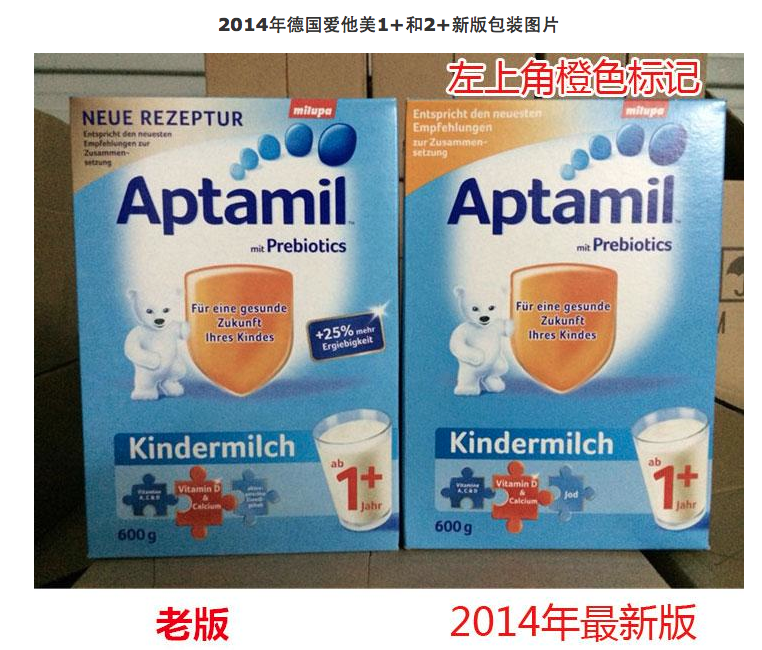 2014年德国爱他美1+和2+新版包装图片
左上角橙色标记
NEUE REZEPTUR
Entspricht den neuesten
Empfehlungen zur
Zusammen-
setzung
milupa
Aptamil
mit Prebiotics
Für eine gesunde
Zukunft
Ihres Kindes
+25% mehr
Ergiebigkeit
Kindermilch
Vitamine
A, C & D
Vitamin D
&
Calcium
ab
1+
Jahr
600 g
Entspricht den neuesten
Empfehlungen
zur Zusammen-
setzung
milupa
Aptamil
mit Prebiotics
Für eine gesunde
Zukunft
Ihres Kindes
Kindermilch
Vitamine
A, C & D
Vitamin D
&
Calcium
Jod
ab
1+
Jahr
600 g
老版
2014年最新版